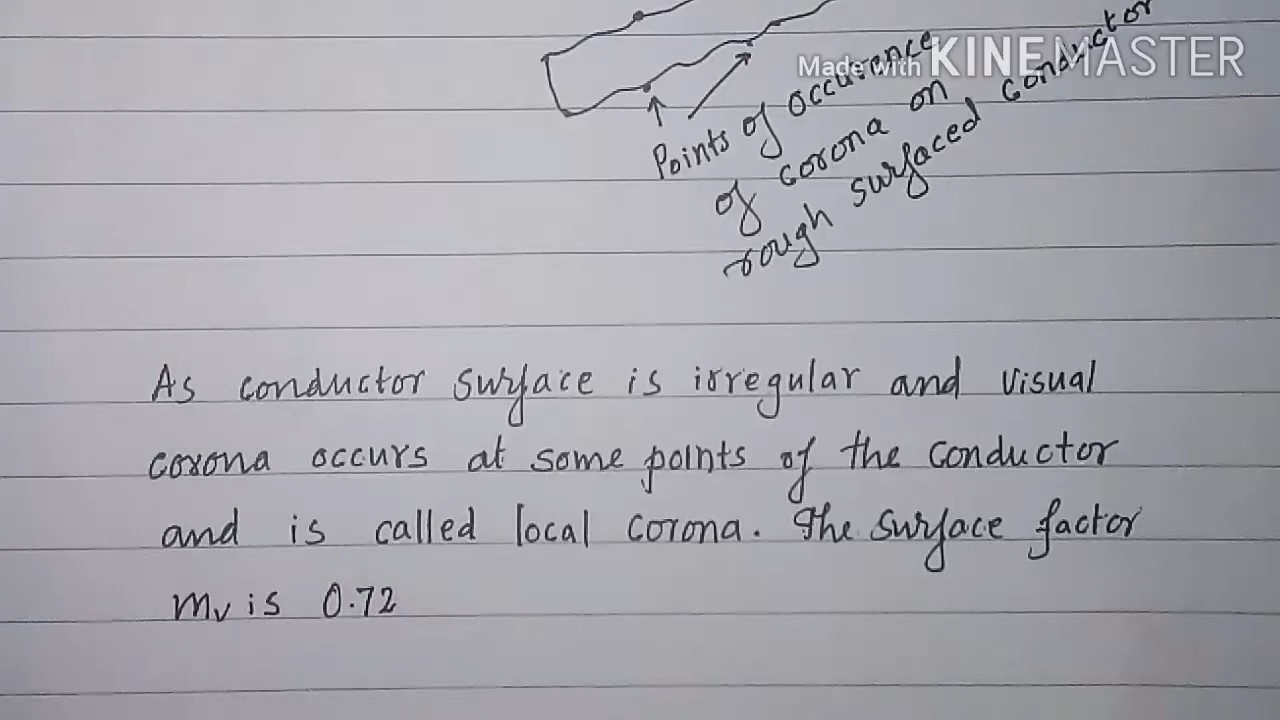 Made with KINEMASTER
Points of occurence
of corona on
rough surfaced conductor
As conductor surface is irregular and visual
corona occurs at some points of the conductor
and is called local corona. The surface factor
mv is 0.72